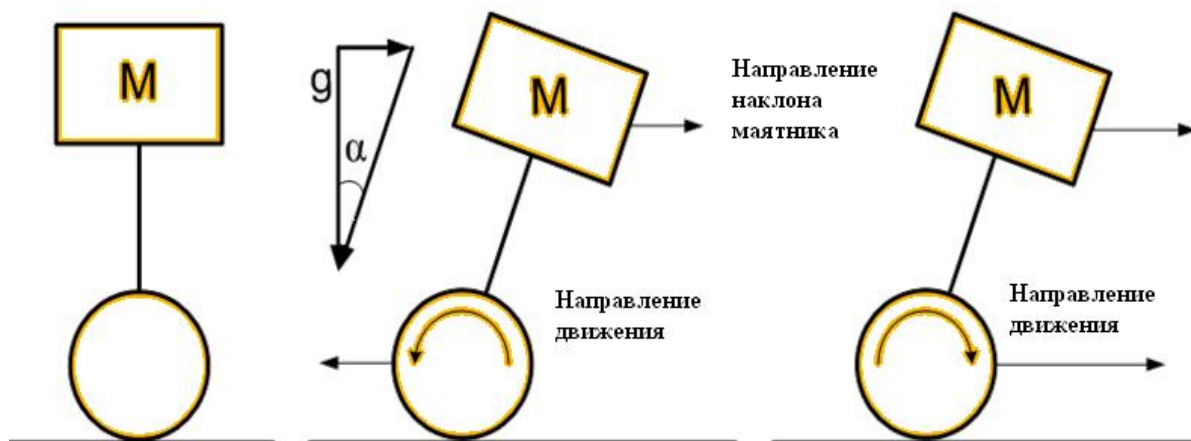 M
g
α
M
Направление
наклона
маятника
Направление
движения
M
Направление
движения